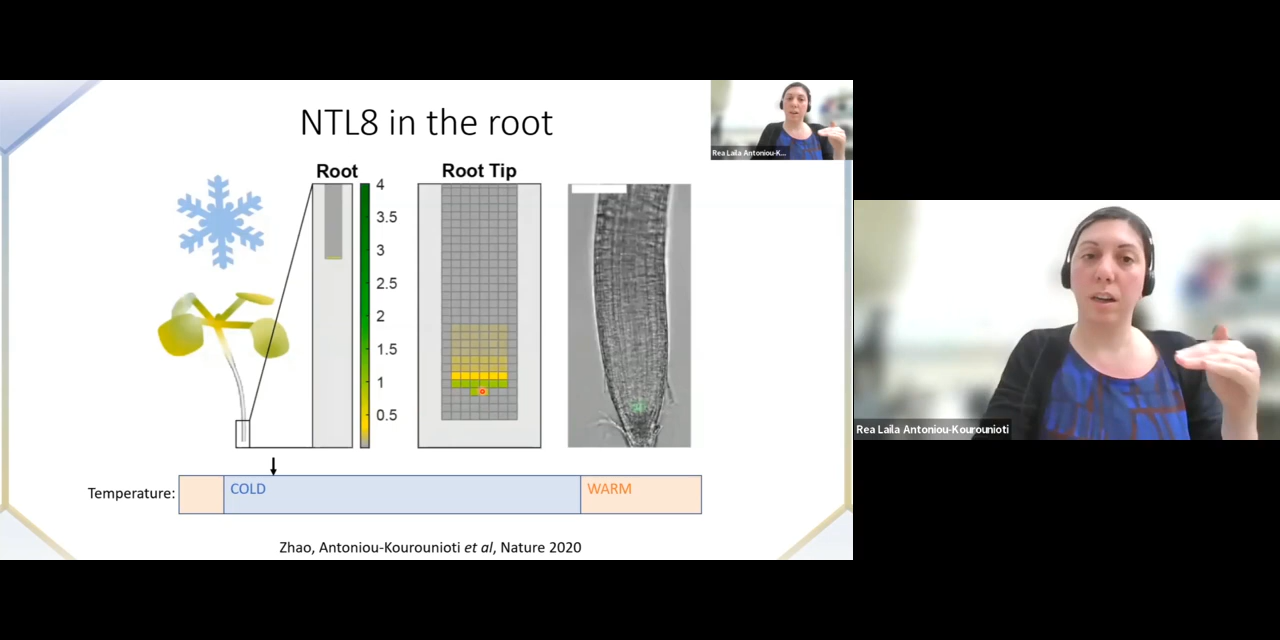 NTL8 in the root
Rea Laila Antoniou-K...
Root
Root Tip
4
3.5
3
2.5
2
1.5
1
0.5
Rea Laila Antoniou-Kourounioti
Temperature:
COLD
WARM
Zhao, Antoniou-Kourounioti et al, Nature 2020